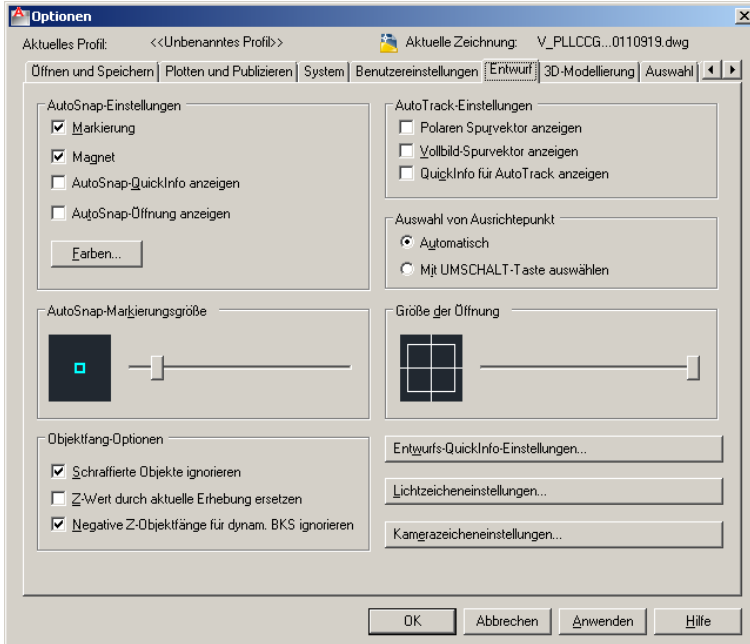 Optionen
Aktuelles Profil: <<Unbenanntes Profil>> Aktuelle Zeichnung: V_PLLCCG...0110919.dwg
Öffnen und Speichern Plotten und Publizieren System Benutzereinstellungen Entwurf 3D-Modellierung Auswahl
AutoSnap-Einstellungen
Markierung
Magnet
AutoSnap-QuickInfo anzeigen
AutoSnap-Öffnung anzeigen
Farben...
AutoTrack-Einstellungen
Polaren Spurvektor anzeigen
Vollbild-Spurvektor anzeigen
QuickInfo für AutoTrack anzeigen
Auswahl von Ausrichtepunkt
Automatisch
Mit UMSCHALT-Taste auswählen
AutoSnap-Markierungsgröße
Größe der Öffnung
Objektfang-Optionen
Schraffierte Objekte ignorieren
Z-Wert durch aktuelle Erhebung ersetzen
Negative Z-Objektfänge für dynam. BKS ignorieren
Entwurfs-QuickInfo-Einstellungen...
Lichtzeicheneinstellungen...
Kamerazeicheneinstellungen...
OK Abbrechen Anwenden Hilfe